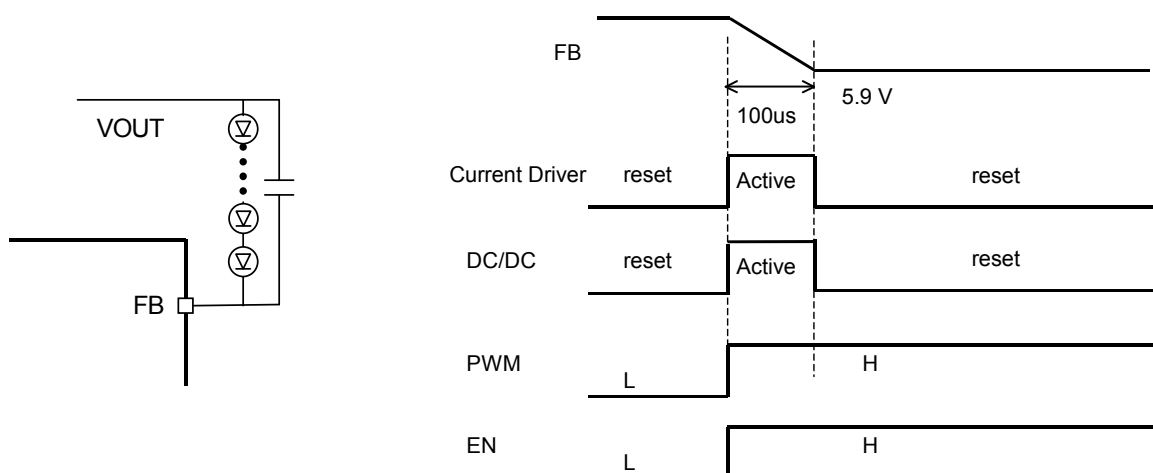 VOUT
FB
FB
5.9 V
100us
Current Driver reset Active reset
DC/DC reset Active reset
PWM L H
EN L H